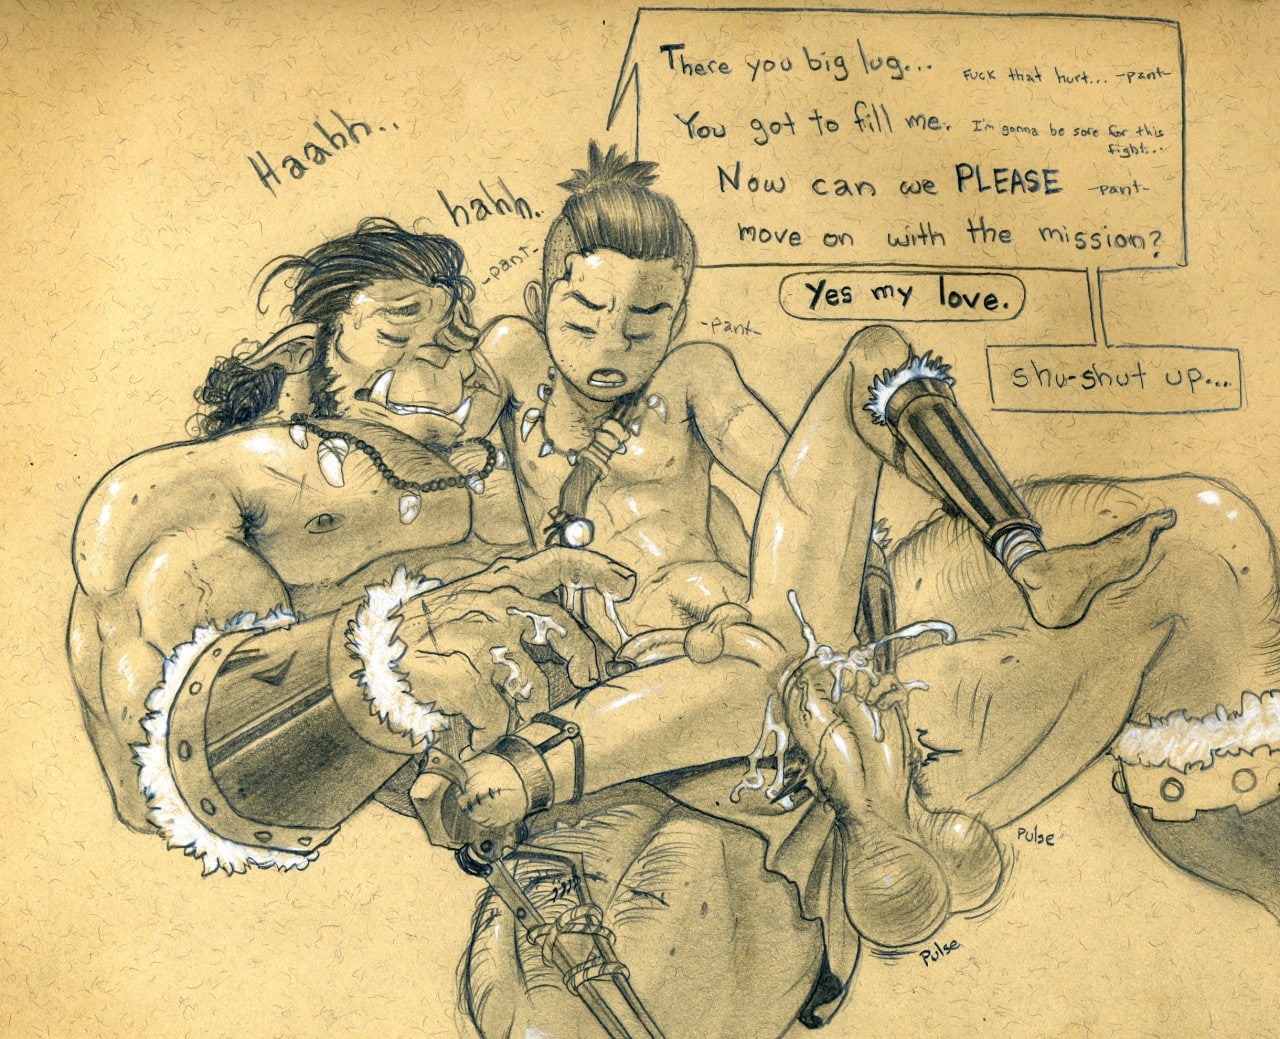 Haahh..
hahh.
-pant-
There you big lug... Fuck that hurt... -pant-
You got to fill me. I'm gonna be sore for this
fight...
Now can we PLEASE -pant-
move on with the mission?
Yes my love.
-pant-
shu-shut up...
Pulse
Pulse